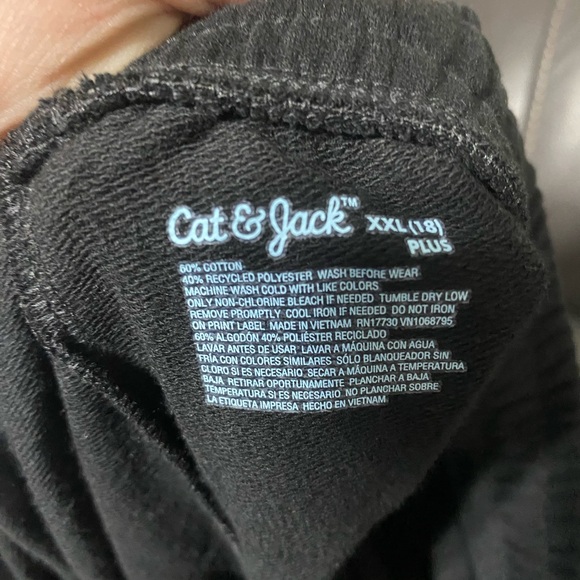 Cat & Jack™ XXL (18)
PLUS
60% COTTON
40% RECYCLED POLYESTER WASH BEFORE WEAR
MACHINE WASH COLD WITH LIKE COLORS
ONLY NON-CHLORINE BLEACH IF NEEDED TUMBLE DRY LOW
REMOVE PROMPTLY COOL IRON IF NEEDED DO NOT IRON
ON PRINT LABEL MADE IN VIETNAM RN17730 VN1068795
60% ALGODÓN 40% POLIÉSTER RECICLADO
LAVAR ANTES DE USAR LAVAR A MÁQUINA CON AGUA
FRÍA CON COLORES SIMILARES SÓLO BLANQUEADOR SIN
CLORO SI ES NECESARIO SECAR A MÁQUINA A TEMPERATURA
BAJA RETIRAR OPORTUNAMENTE PLANCHAR A BAJA
TEMPERATURA SI ES NECESARIO NO PLANCHAR SOBRE
LA ETIQUETA IMPRESA HECHO EN VIETNAM